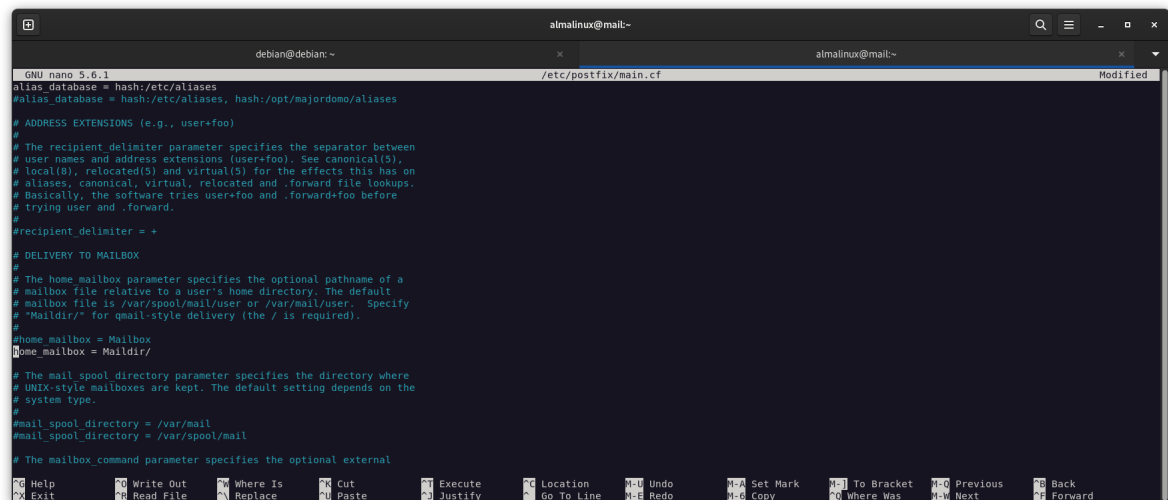 almalinux@mail:~
debian@debian: ~
almalinux@mail:~
GNU nano 5.6.1 /etc/postfix/main.cf Modified
alias_database = hash:/etc/aliases
#alias_database = hash:/etc/aliases, hash:/opt/majordomo/aliases
# ADDRESS EXTENSIONS (e.g., user+foo)
#
# The recipient_delimiter parameter specifies the separator between
# user names and address extensions (user+foo). See canonical(5),
# local(8), relocated(5) and virtual(5) for the effects this has on
# aliases, canonical, virtual, relocated and .forward file lookups.
# Basically, the software tries user+foo and .forward+foo before
# trying user and .forward.
#
#recipient_delimiter = +
# DELIVERY TO MAILBOX
#
# The home_mailbox parameter specifies the optional pathname of a
# mailbox file relative to a user's home directory. The default
# mailbox file is /var/spool/mail/user or /var/mail/user.  Specify
# "Maildir/" for qmail-style delivery (the / is required).
#
#home_mailbox = Mailbox
home_mailbox = Maildir/
# The mail_spool_directory parameter specifies the directory where
# UNIX-style mailboxes are kept. The default setting depends on the
# system type.
#
#mail_spool_directory = /var/mail
#mail_spool_directory = /var/spool/mail
# The mailbox_command parameter specifies the optional external
^G Help ^O Write Out ^W Where Is ^K Cut ^T Execute ^C Location M-U Undo M-A Set Mark M-] To Bracket M-Q Previous ^B Back
^X Exit ^R Read File ^\ Replace ^U Paste ^J Justify ^_ Go To Line M-E Redo M-6 Copy ^Q Where Was M-W Next ^F Forward